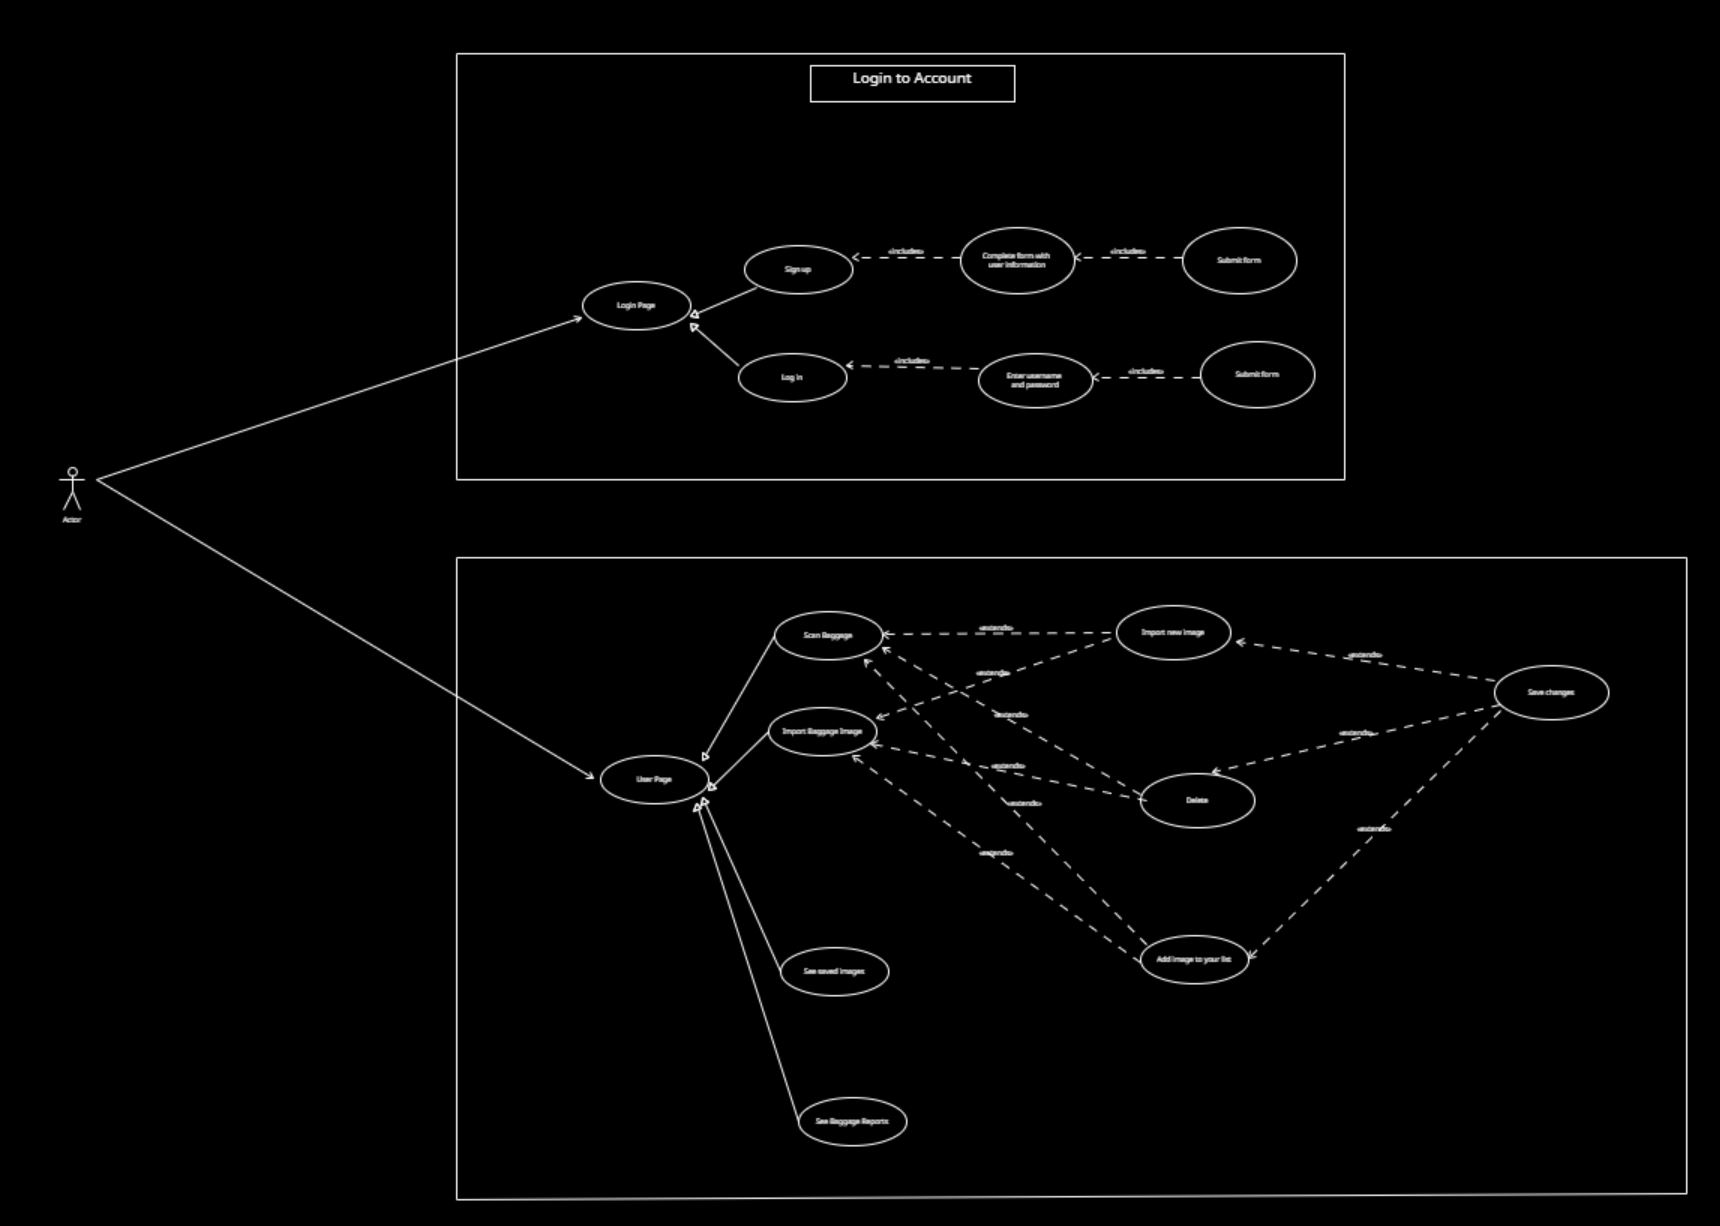 Login to Account
Sign up
«includes»
Complete form with
user information
«includes»
Submit form
Login Page
Log in
«includes»
Enter username
and password
«includes»
Submit form
Actor
Scan Baggage
«extends»
Import new image
«extends»
«extends»
Save changes
Import Baggage Image
«extends»
«extends»
User Page
«extends»
Delete
«extends»
«extends»
«extends»
See saved images
Add image to your list
See Baggage Reports